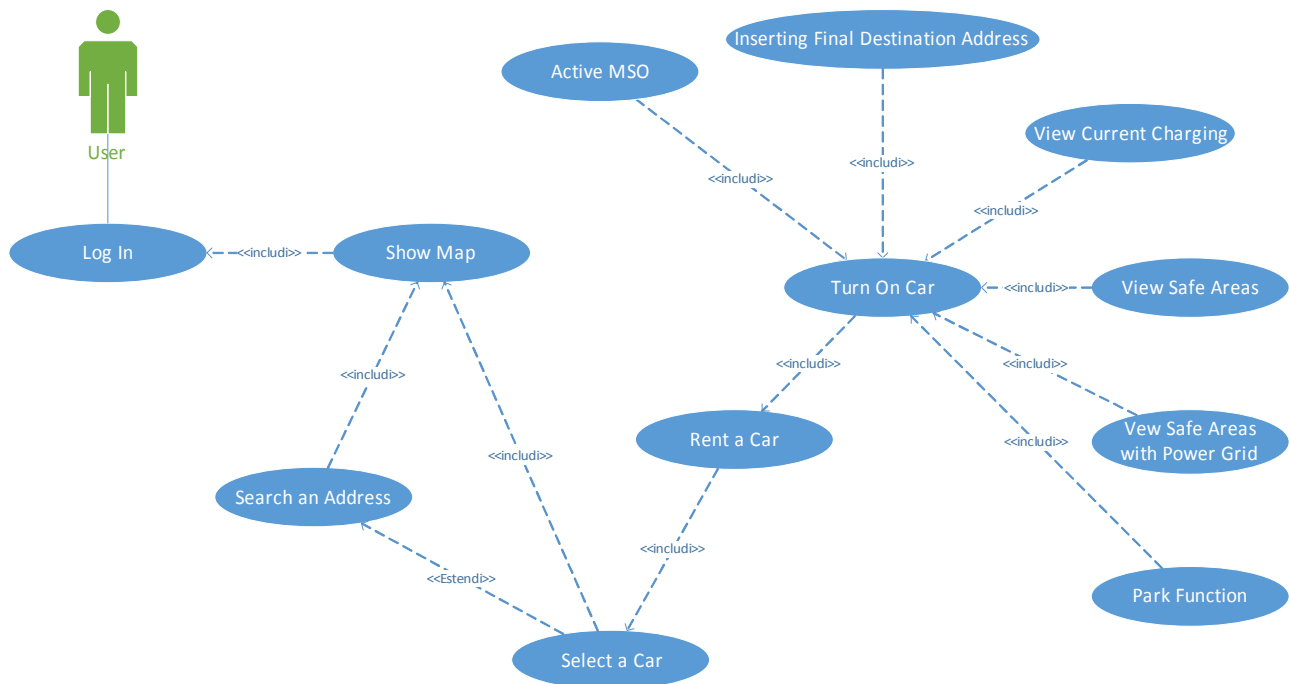 Inserting Final Destination Address
Active MSO
View Current Charging
User
<<includi>>
<<includi>>
<<includi>>
Log In
<<includi>>
Show Map
Turn On Car
<<includi>>
View Safe Areas
<<includi>>
<<includi>>
<<includi>>
Rent a Car
<<includi>>
Vew Safe Areas
with Power Grid
<<includi>>
Search an Address
<<includi>>
<<Estendi>>
Park Function
Select a Car